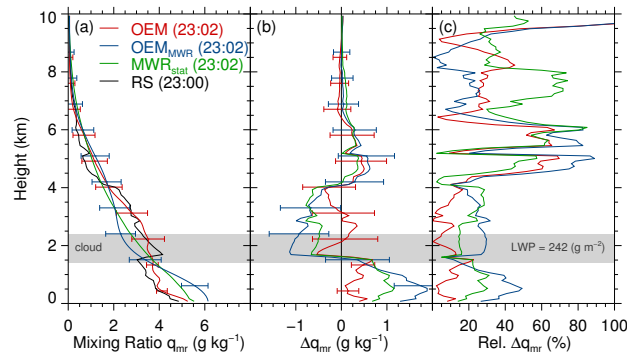 (a)
(b)
(c)
OEM (23:02)
OEM_MWR (23:02)
MWR_stat (23:02)
RS (23:00)
Height (km)
10
8
6
4
2
0
cloud
LWP = 242 (g m⁻²)
0 2 4 6
−1 0 1
0 20 40 60 80 100
Mixing Ratio q_mr (g kg⁻¹)
Δq_mr (g kg⁻¹)
Rel. Δq_mr (%)